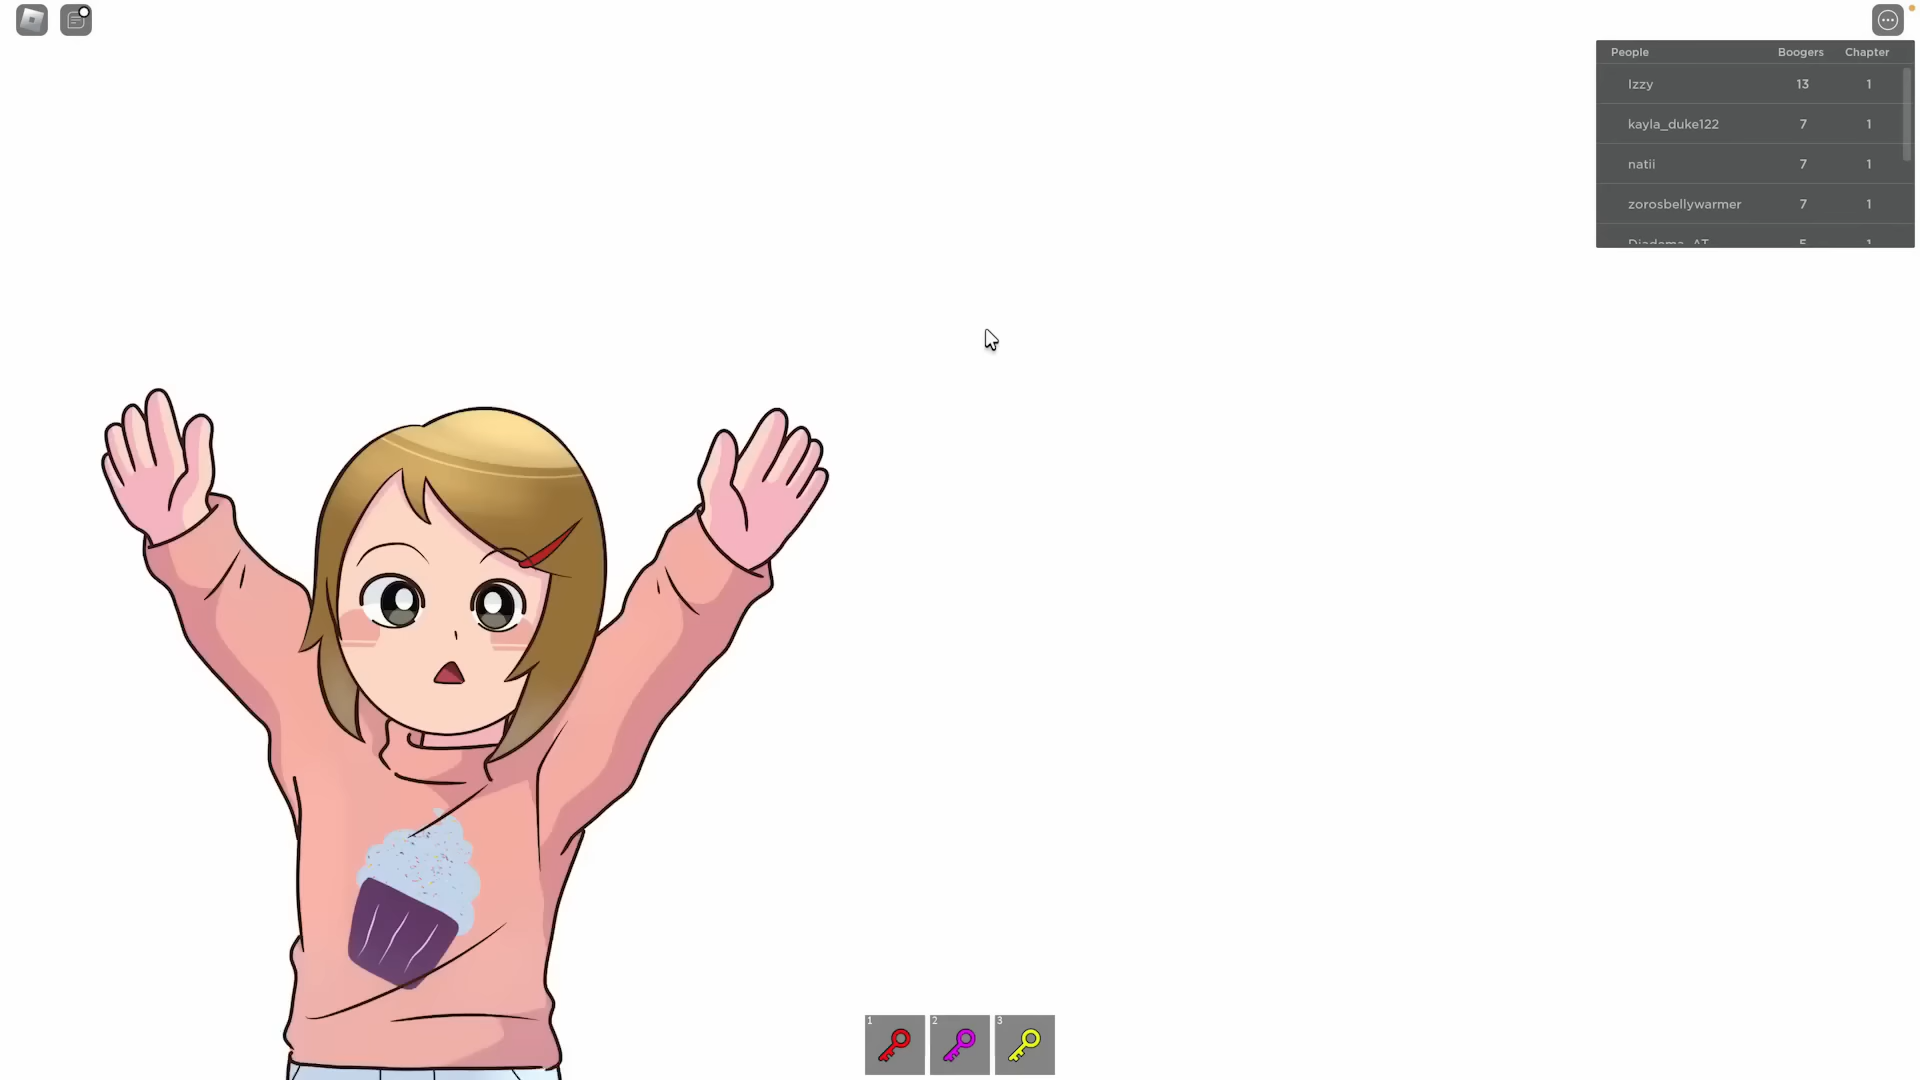 People Boogers Chapter
Izzy 13 1
kayla_duke122 7 1
natii 7 1
zorosbellywarmer 7 1
1 2 3